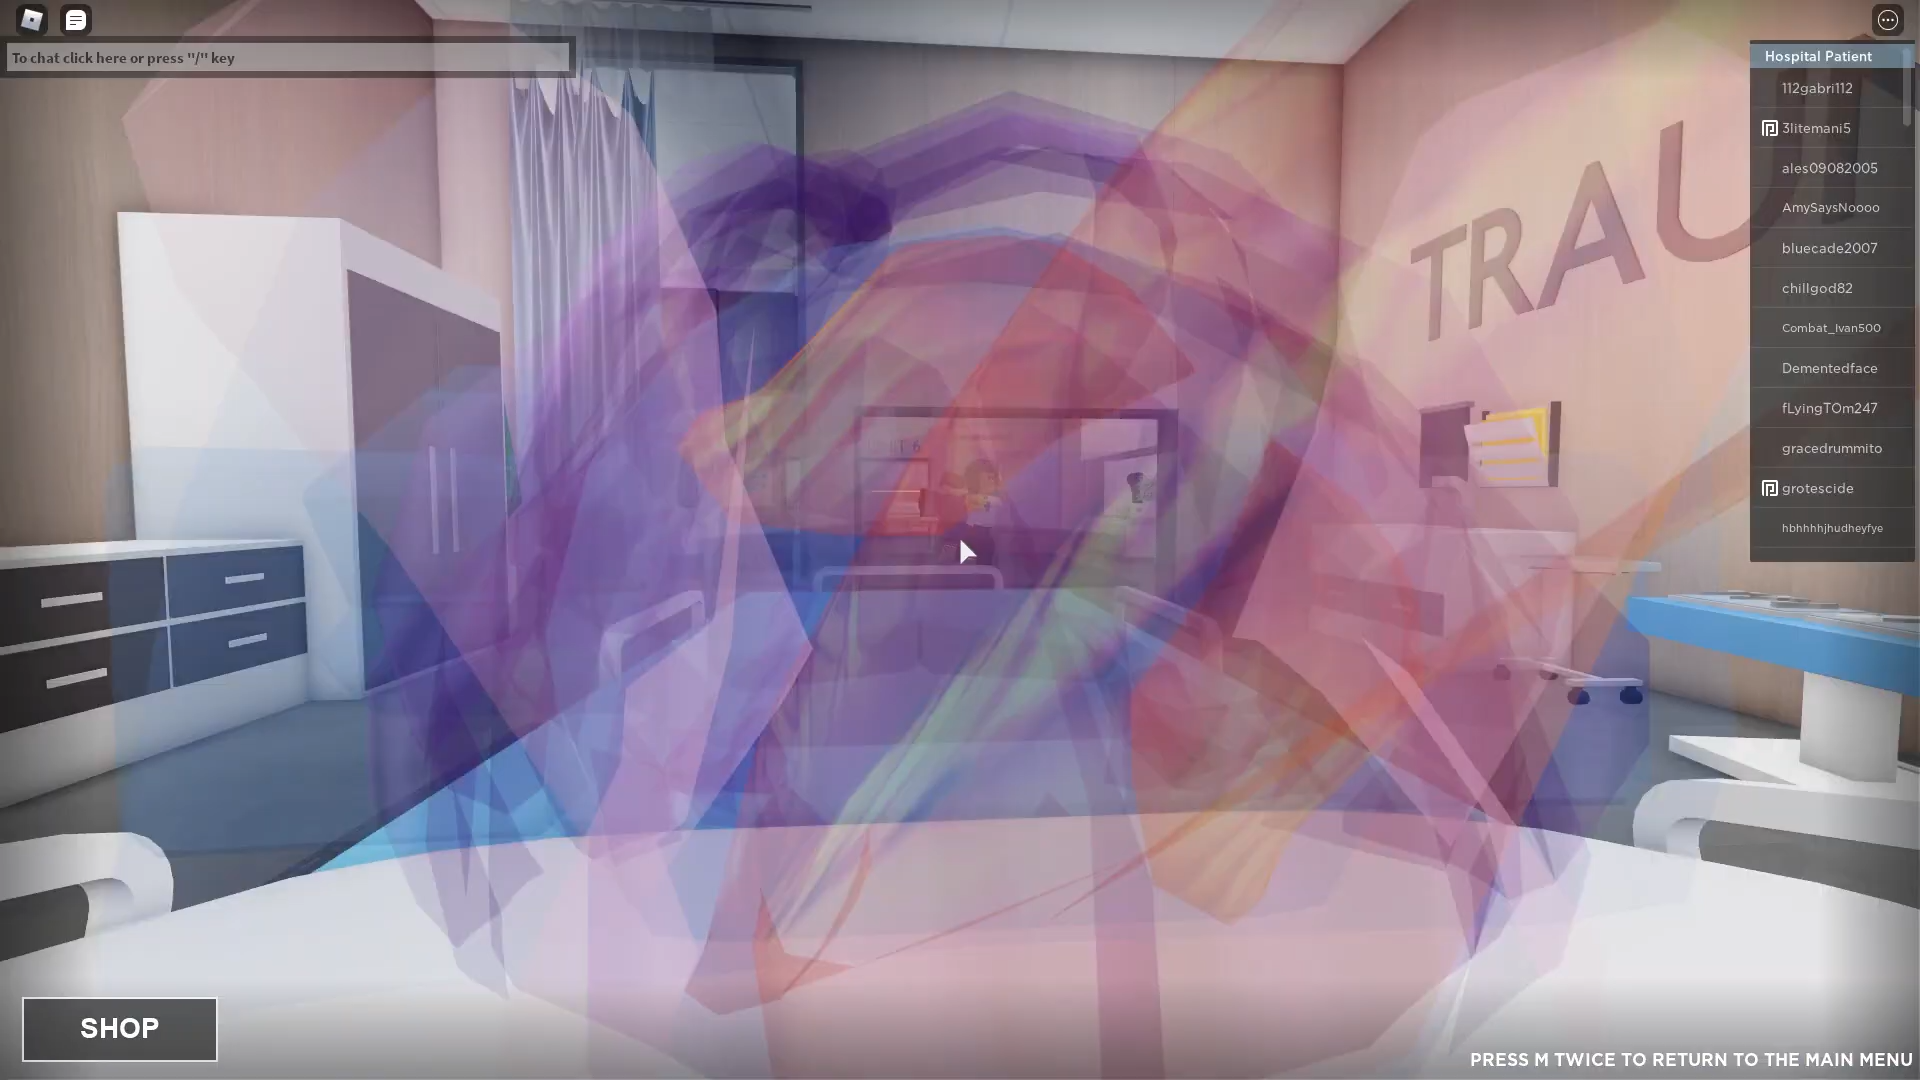 To chat click here or press "/" key
Hospital Patient
112gabri112
3litemani5
ales09082005
AmySaysNoooo
bluecade2007
chillgod82
Combat_Ivan500
Dementedface
fLyingTOm247
gracedrummito
grotescide
hbhhhhjhudheyfye
TRAU
SHOP
PRESS M TWICE TO RETURN TO THE MAIN MENU